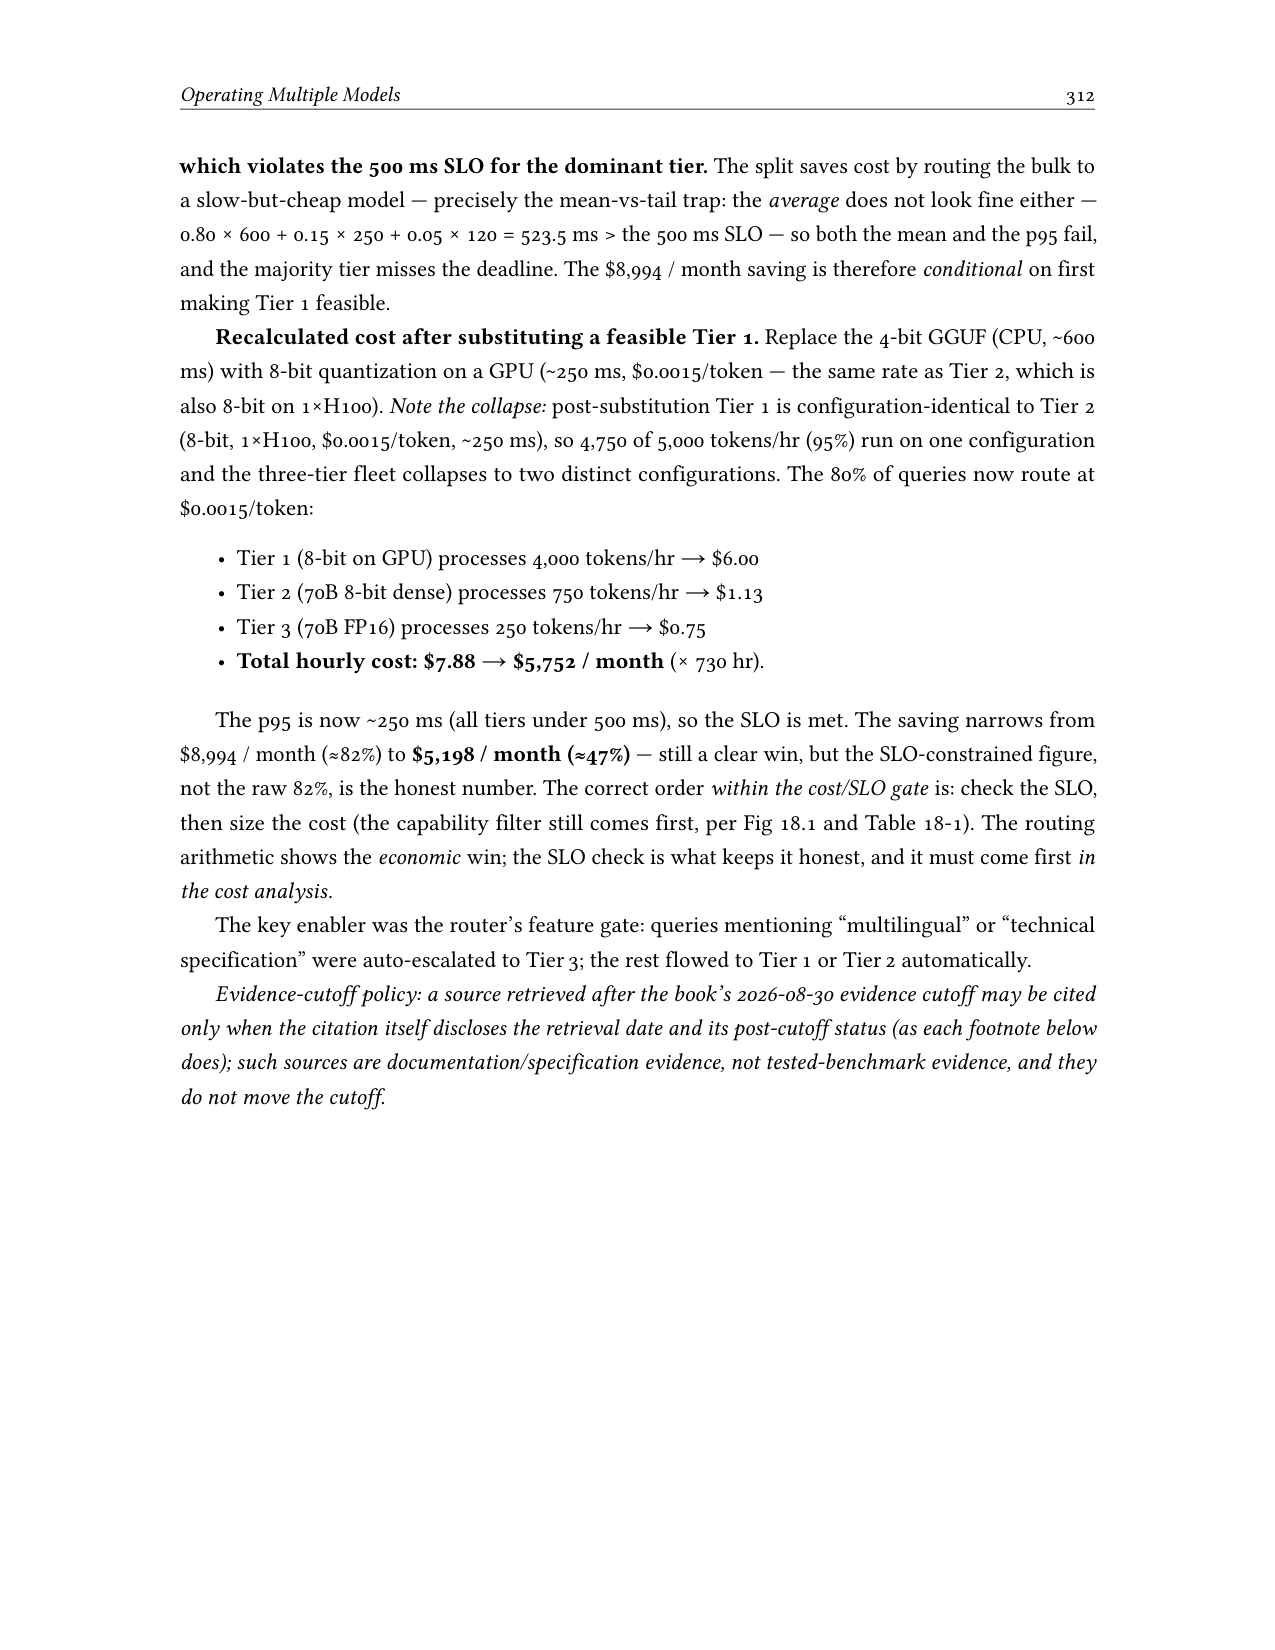 Operating Multiple Models 312
which violates the 500 ms SLO for the dominant tier. The split saves cost by routing the bulk to
a slow-but-cheap model — precisely the mean-vs-tail trap: the average does not look fine either —
0.80 × 600 + 0.15 × 250 + 0.05 × 120 = 523.5 ms > the 500 ms SLO — so both the mean and the p95 fail,
and the majority tier misses the deadline. The $8,994 / month saving is therefore conditional on first
making Tier 1 feasible.
Recalculated cost after substituting a feasible Tier 1. Replace the 4-bit GGUF (CPU, ~600
ms) with 8-bit quantization on a GPU (~250 ms, $0.0015/token — the same rate as Tier 2, which is
also 8-bit on 1×H100). Note the collapse: post-substitution Tier 1 is configuration-identical to Tier 2
(8-bit, 1×H100, $0.0015/token, ~250 ms), so 4,750 of 5,000 tokens/hr (95%) run on one configuration
and the three-tier fleet collapses to two distinct configurations. The 80% of queries now route at
$0.0015/token:
• Tier 1 (8-bit on GPU) processes 4,000 tokens/hr ⟶ $6.00
• Tier 2 (70B 8-bit dense) processes 750 tokens/hr ⟶ $1.13
• Tier 3 (70B FP16) processes 250 tokens/hr ⟶ $0.75
• Total hourly cost: $7.88 ⟶ $5,752 / month (× 730 hr).
The p95 is now ~250 ms (all tiers under 500 ms), so the SLO is met. The saving narrows from
$8,994 / month (≈82%) to $5,198 / month (≈47%) — still a clear win, but the SLO-constrained figure,
not the raw 82%, is the honest number. The correct order within the cost/SLO gate is: check the SLO,
then size the cost (the capability filter still comes first, per Fig 18.1 and Table 18-1). The routing
arithmetic shows the economic win; the SLO check is what keeps it honest, and it must come first in
the cost analysis.
The key enabler was the router’s feature gate: queries mentioning “multilingual” or “technical
specification” were auto-escalated to Tier 3; the rest flowed to Tier 1 or Tier 2 automatically.
Evidence-cutoff policy: a source retrieved after the book’s 2026-08-30 evidence cutoff may be cited
only when the citation itself discloses the retrieval date and its post-cutoff status (as each footnote below
does); such sources are documentation/specification evidence, not tested-benchmark evidence, and they
do not move the cutoff.